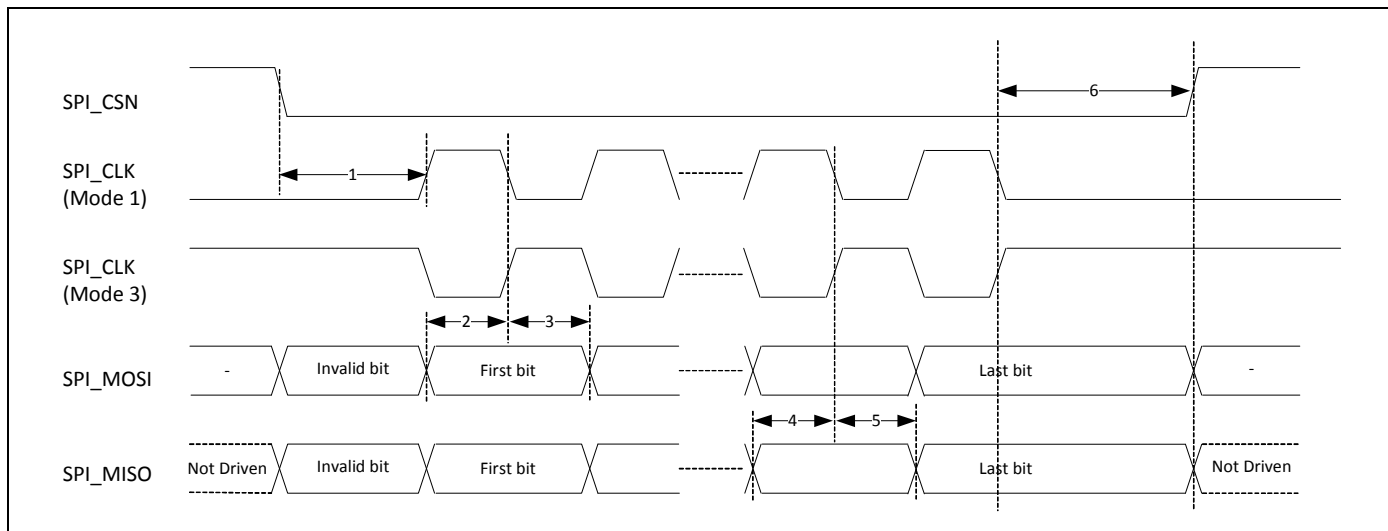 SPI_CSN
6
SPI_CLK
(Mode 1)
1
SPI_CLK
(Mode 3)
2
3
SPI_MOSI
-
Invalid bit
First bit
Last bit
-
4
5
SPI_MISO
Not Driven
Invalid bit
First bit
Last bit
Not Driven